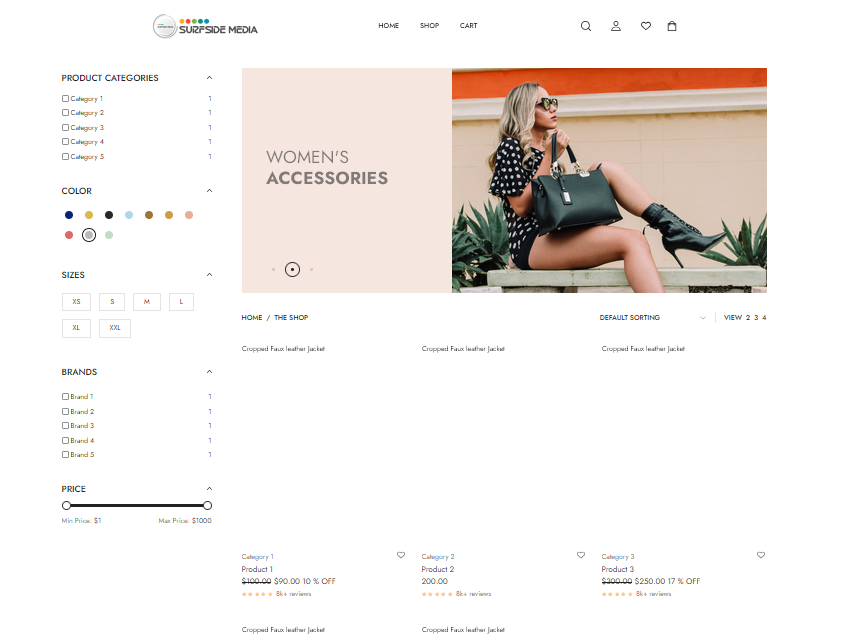 SURFSIDE MEDIA
HOME SHOP CART
PRODUCT CATEGORIES
Category 1 1
Category 2 1
Category 3 1
Category 4 1
Category 5 1
COLOR
SIZES
XS S M L
XL XXL
BRANDS
Brand 1 1
Brand 2 1
Brand 3 1
Brand 4 1
Brand 5 1
PRICE
Min Price: $1 Max Price: $1000
WOMEN'S
ACCESSORIES
HOME / THE SHOP
DEFAULT SORTING VIEW 2 3 4
Cropped Faux leather Jacket
Cropped Faux leather Jacket
Cropped Faux leather Jacket
Category 1
Product 1
$100.00 $90.00 10 % OFF
8k+ reviews
Category 2
Product 2
200.00
8k+ reviews
Category 3
Product 3
$300.00 $250.00 17 % OFF
8k+ reviews
Cropped Faux leather Jacket
Cropped Faux leather Jacket